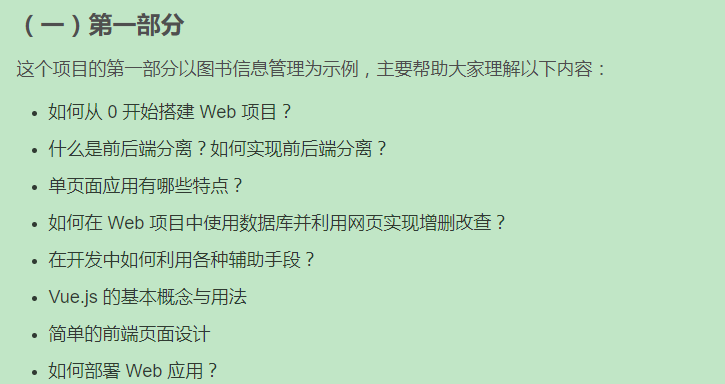 （一）第一部分
这个项目的第一部分以图书信息管理为示例，主要帮助大家理解以下内容：
• 如何从 0 开始搭建 Web 项目？
• 什么是前后端分离？如何实现前后端分离？
• 单页面应用有哪些特点？
• 如何在 Web 项目中使用数据库并利用网页实现增删改查？
• 在开发中如何利用各种辅助手段？
• Vue.js 的基本概念与用法
• 简单的前端页面设计
• 如何部署 Web 应用？